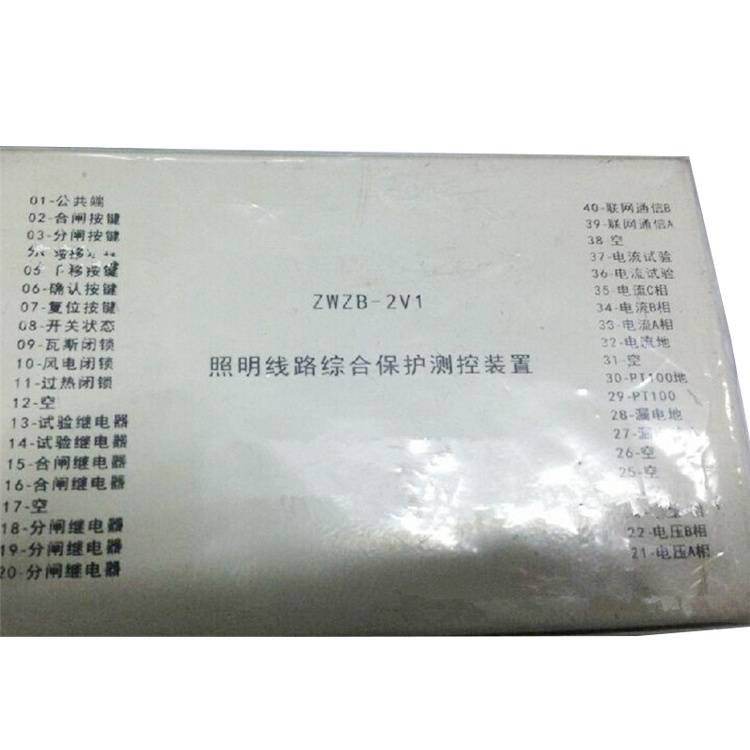 01-公共端
02-合闸按键
03-分闸按键
05-下移按键
06-确认按键
07-复位按键
08-开关状态
09-瓦斯闭锁
10-风电闭锁
11-过热闭锁
12-空
13-试验继电器
14-试验继电器
15-合闸继电器
16-合闸继电器
17-空
18-分闸继电器
19-分闸继电器
20-分闸继电器
ZWZB-2V1
照明线路综合保护测控装置
40-联网通信B
39-联网通信A
38-空
37-电流试验
36-电流试验
35-电流C相
34-电流B相
33-电流A相
32-电流地
31-空
30-PT100地
29-PT100
28-漏电地
27-漏
26-空
25-空
22-电压B相
21-电压A相